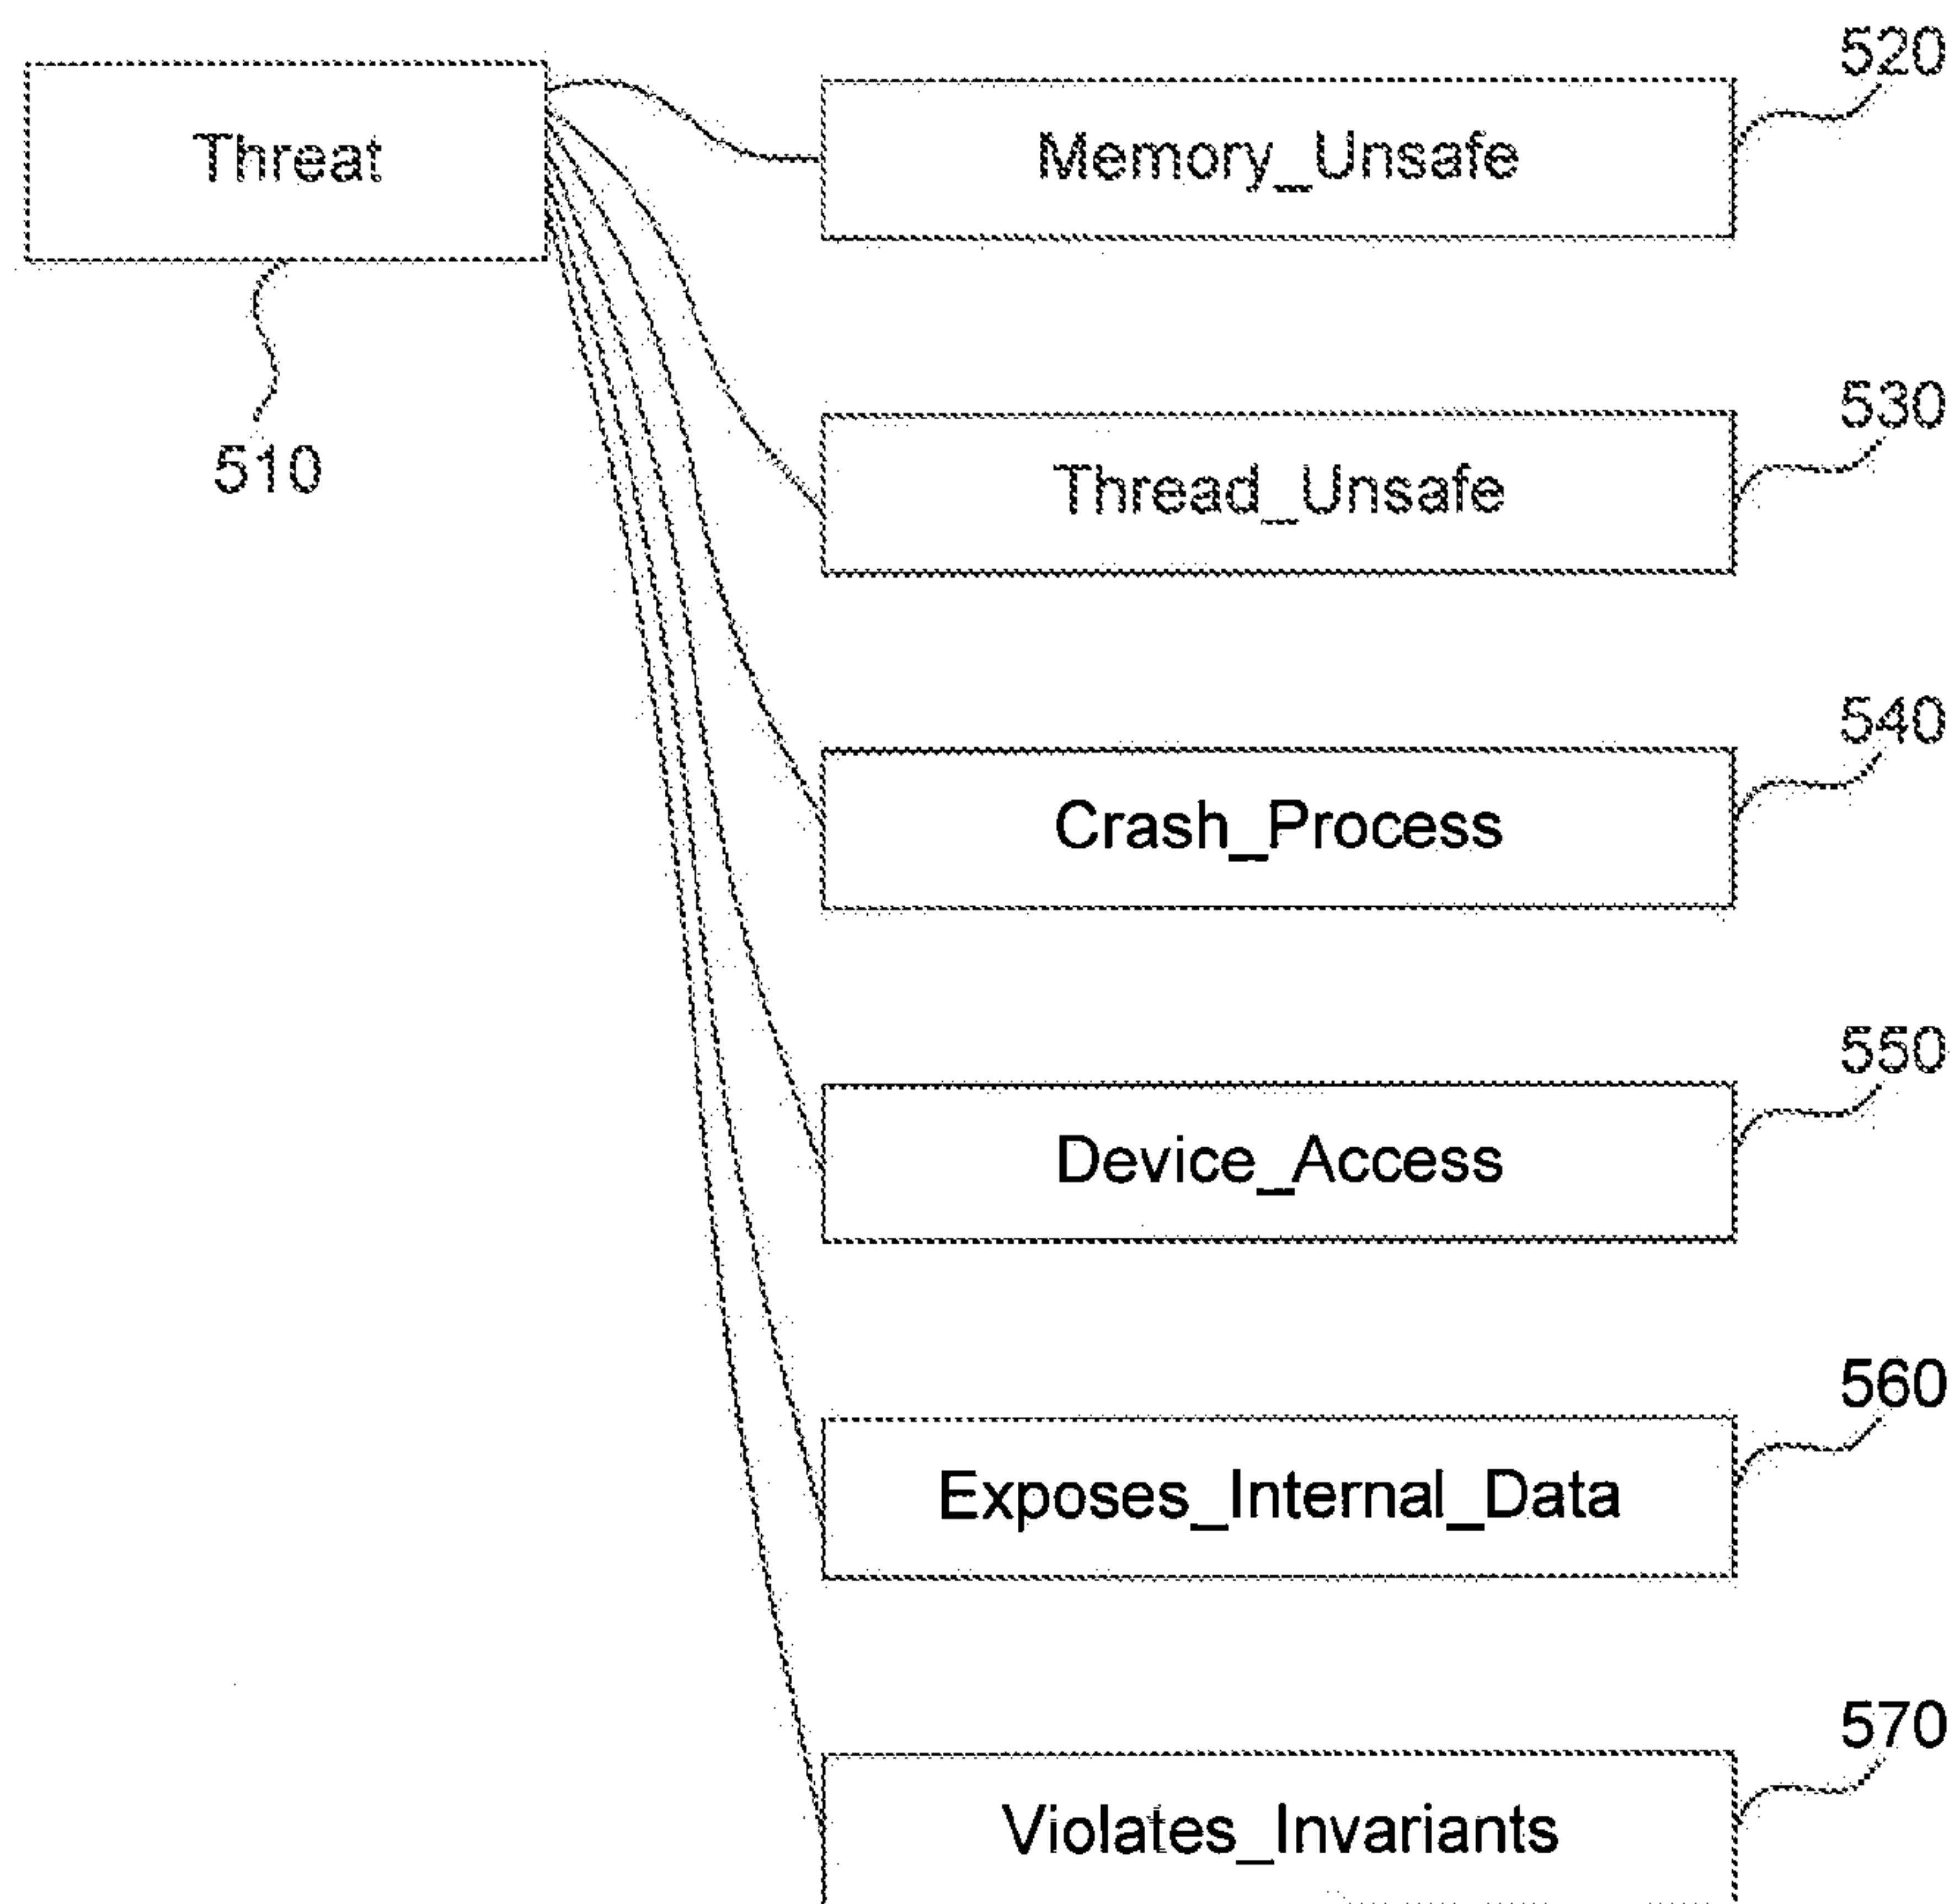 520
Threat
Memory_Unsafe
530
510
Thread_Unsafe
540
Crash_Process
550
Device_Access
560
Exposes_Internal_Data
570
Violates_Invariants